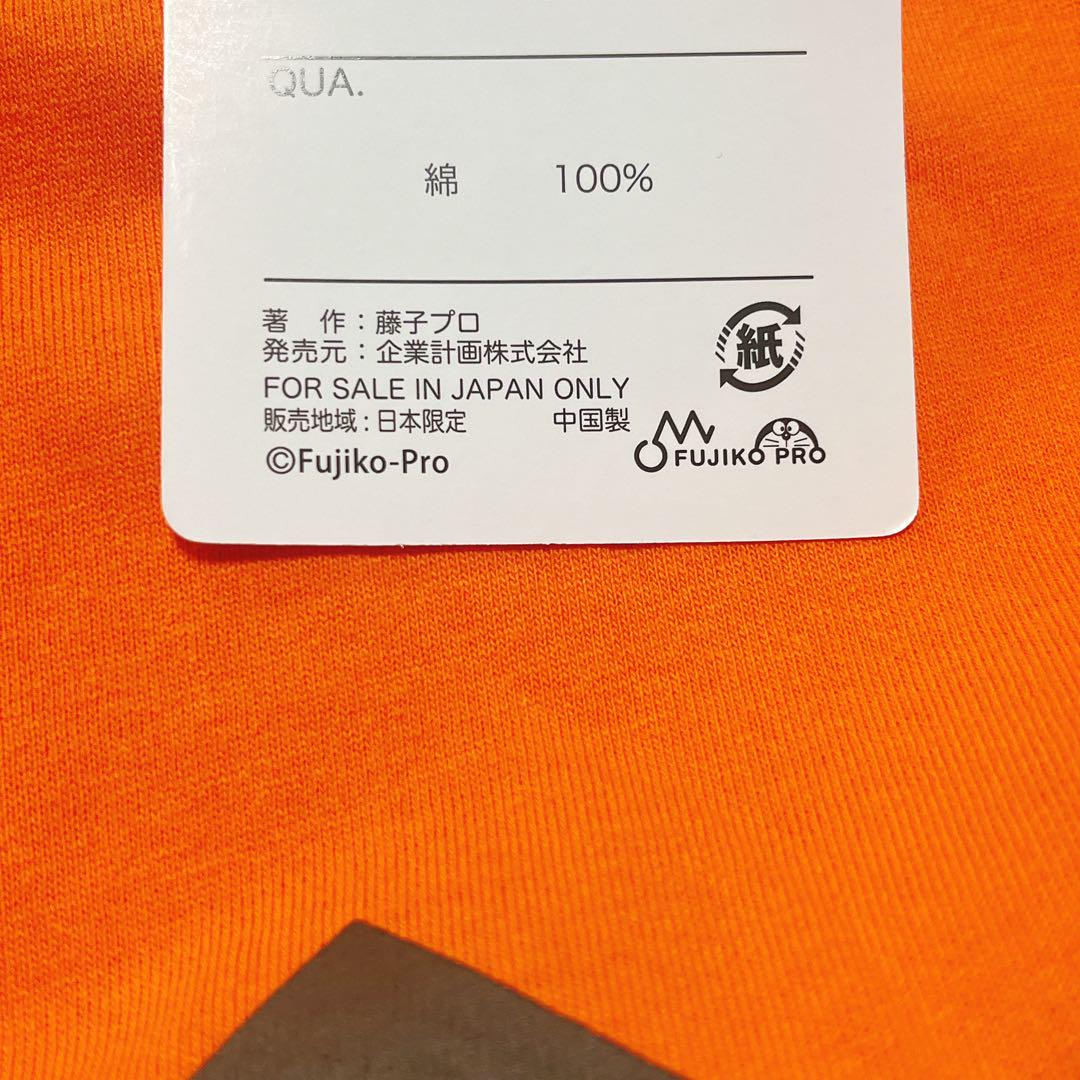 QUA.
綿 100%
著 作：藤子プロ
発売元：企業計画株式会社
FOR SALE IN JAPAN ONLY
販売地域：日本限定 中国製
©Fujiko-Pro
紙
FUJIKO PRO